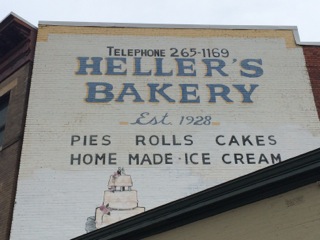 TELEPHONE 265-1169
HELLER'S
BAKERY
Est 1928
PIES ROLLS CAKES
HOME MADE · ICE CREAM